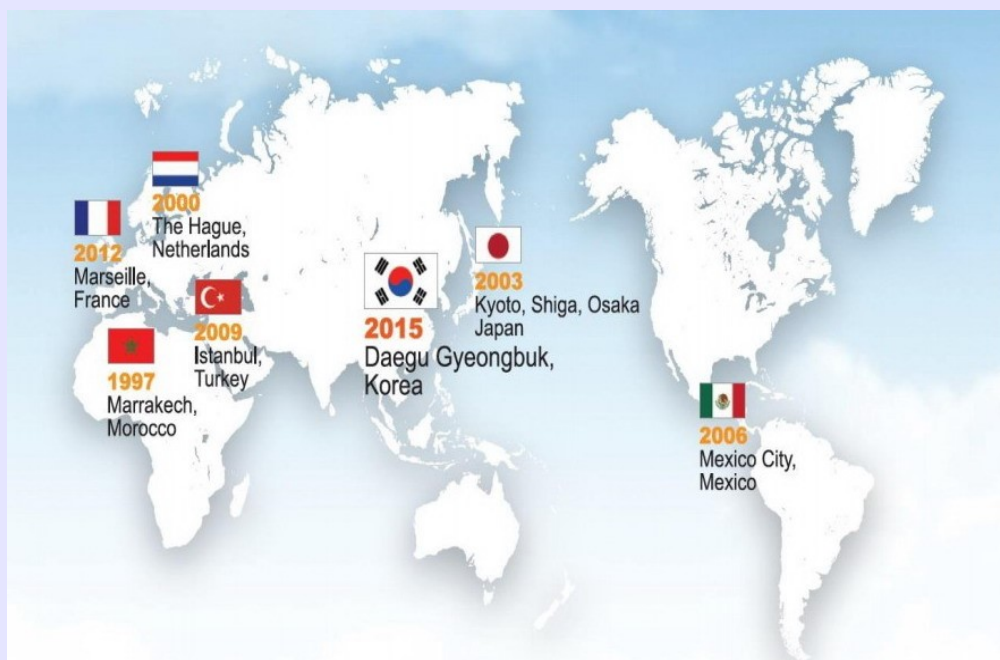 2000
The Hague,
Netherlands
2012
Marseille,
France
2009
Istanbul,
Turkey
1997
Marrakech,
Morocco
2015
Daegu Gyeongbuk,
Korea
2003
Kyoto, Shiga, Osaka
Japan
2006
Mexico City,
Mexico